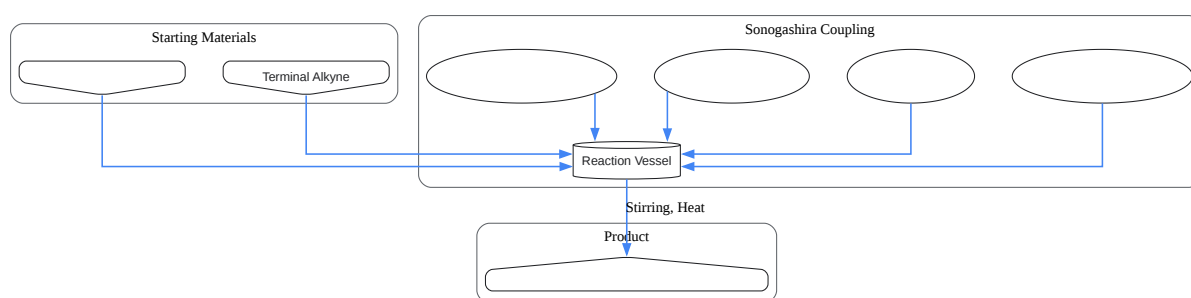 Starting Materials
Sonogashira Coupling
Terminal Alkyne
Reaction Vessel
Stirring, Heat
Product